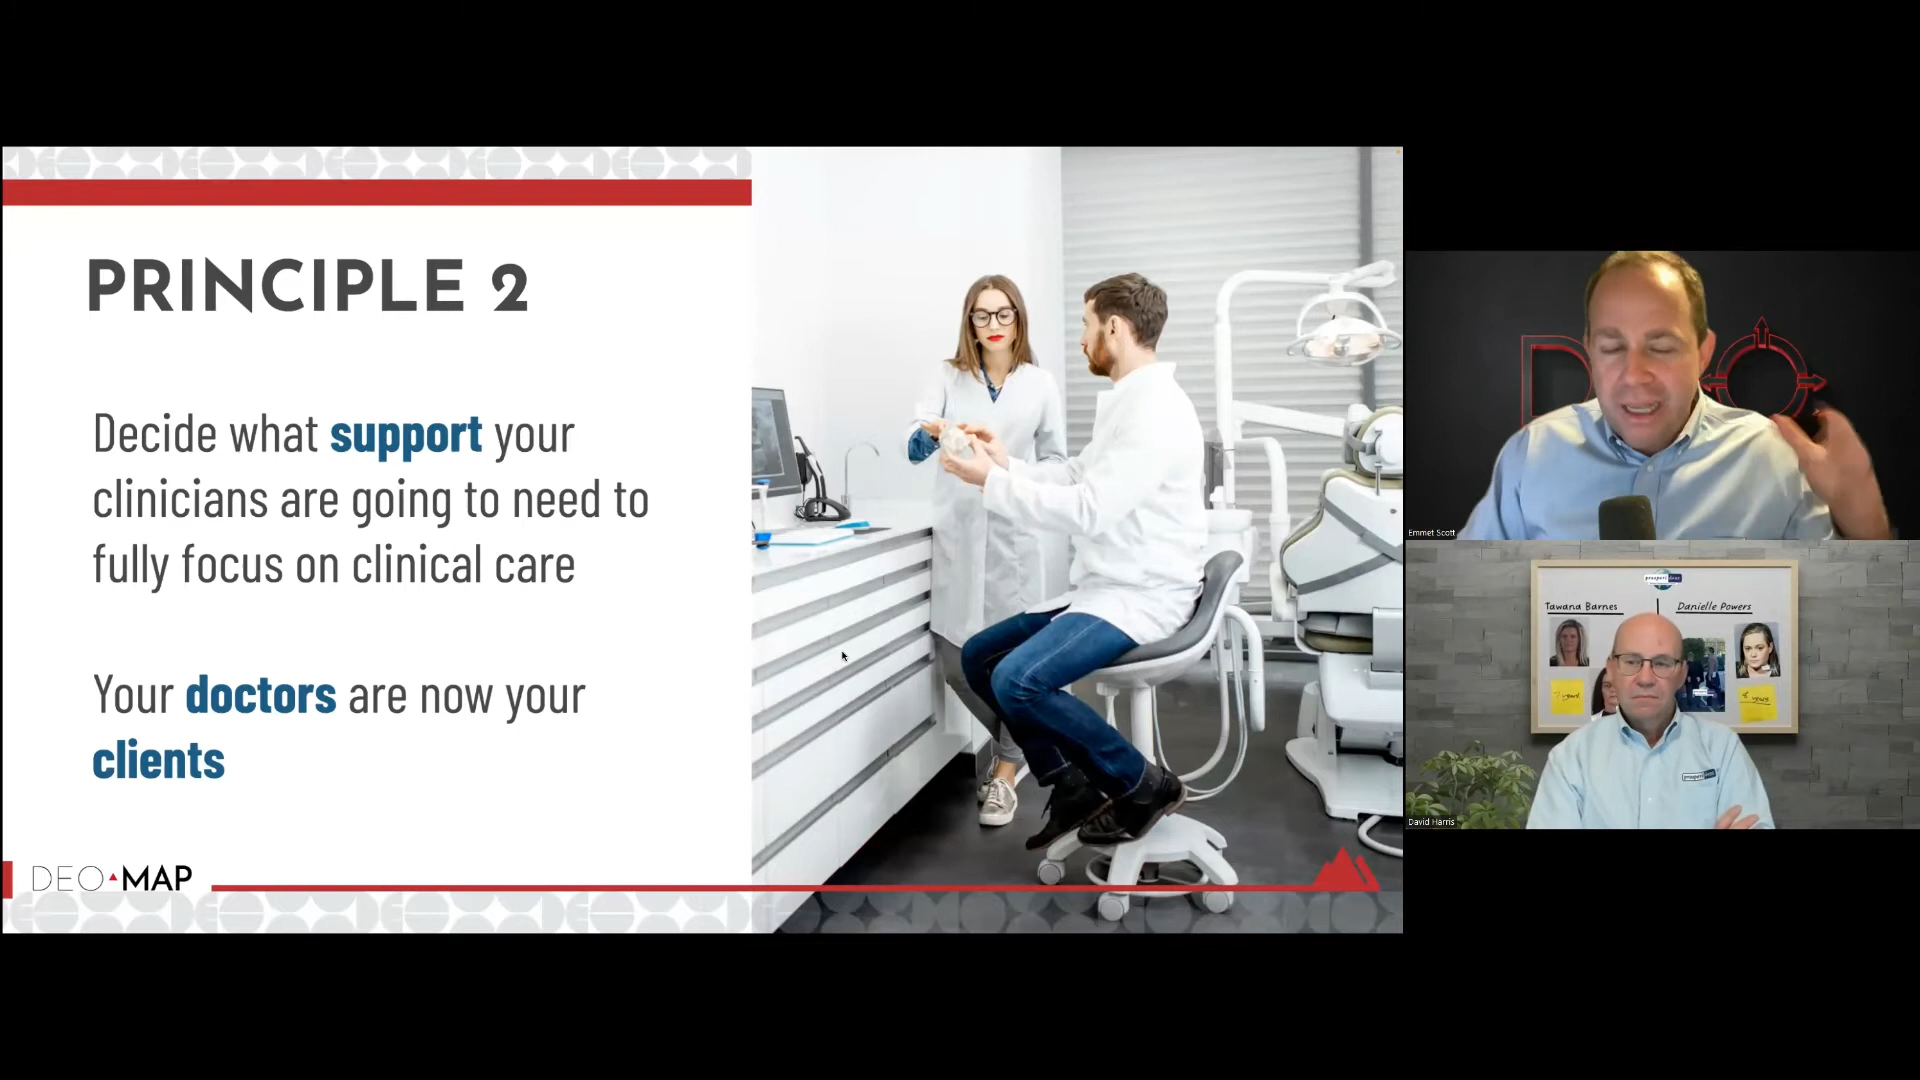 PRINCIPLE 2
Decide what support your
clinicians are going to need to
fully focus on clinical care
Your doctors are now your
clients
DEO MAP
Emmet Scott
Tawana Barnes
Danielle Powers
David Harris